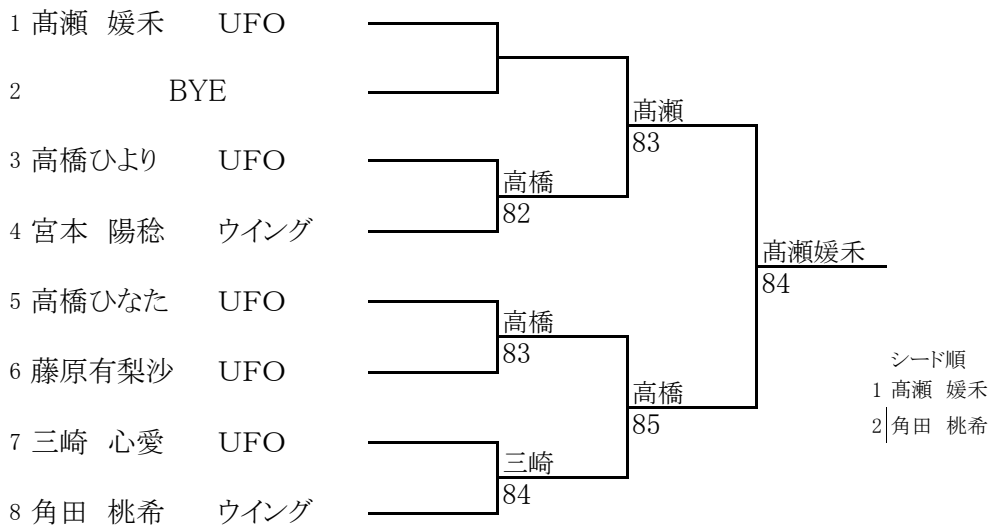 1 髙瀬 媛禾 UFO
2 BYE
髙瀬
83
3 高橋ひより UFO
高橋
82
4 宮本 陽稔 ウイング
髙瀬媛禾
84
5 高橋ひなた UFO
高橋
83
6 藤原有梨沙 UFO
高橋
85
7 三崎 心愛 UFO
三崎
84
8 角田 桃希 ウイング
シード順
1 髙瀬 媛禾
2 角田 桃希